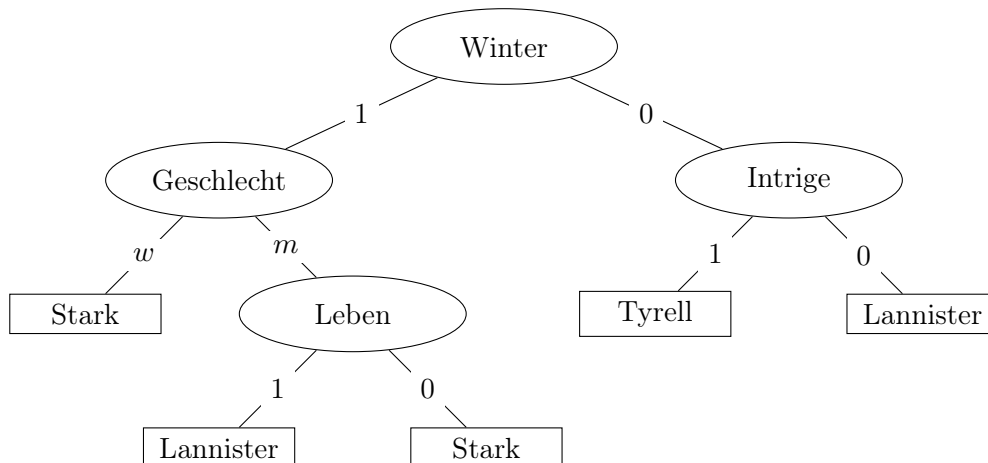 Winter
1
0
Geschlecht
Intrige
w
m
1
0
Stark
Leben
Tyrell
Lannister
1
0
Lannister
Stark